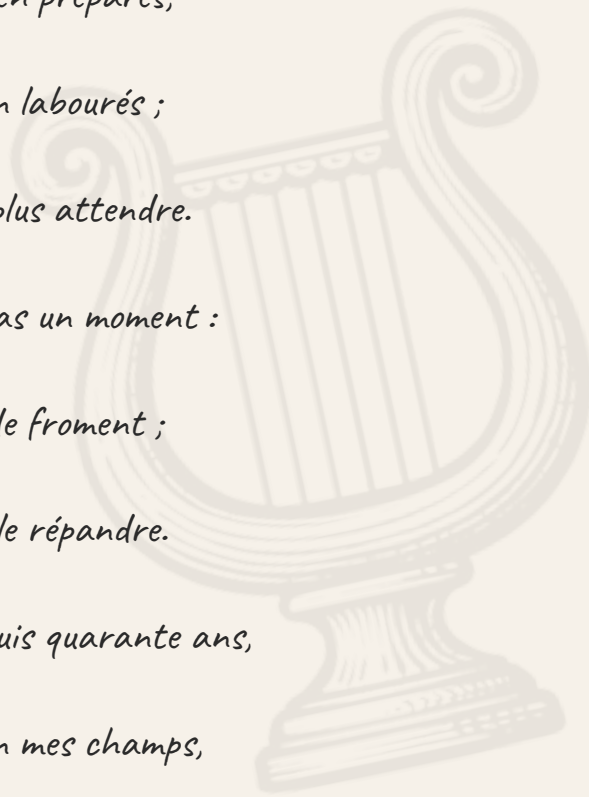 préparés,
n labourés ;
plus attendre.
as un moment :
le froment ;
le répandre.
uis quarante ans,
n mes champs,